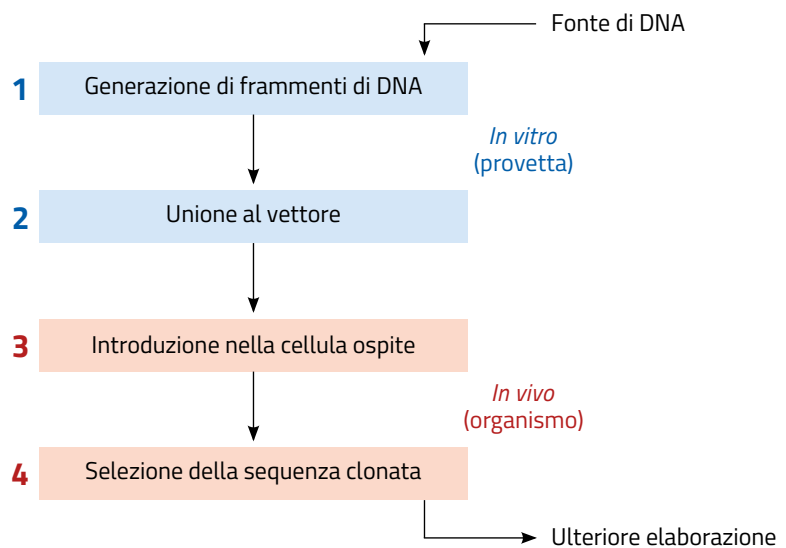 Fonte di DNA
1 Generazione di frammenti di DNA
In vitro
(provetta)
2 Unione al vettore
3 Introduzione nella cellula ospite
In vivo
(organismo)
4 Selezione della sequenza clonata
Ulteriore elaborazione